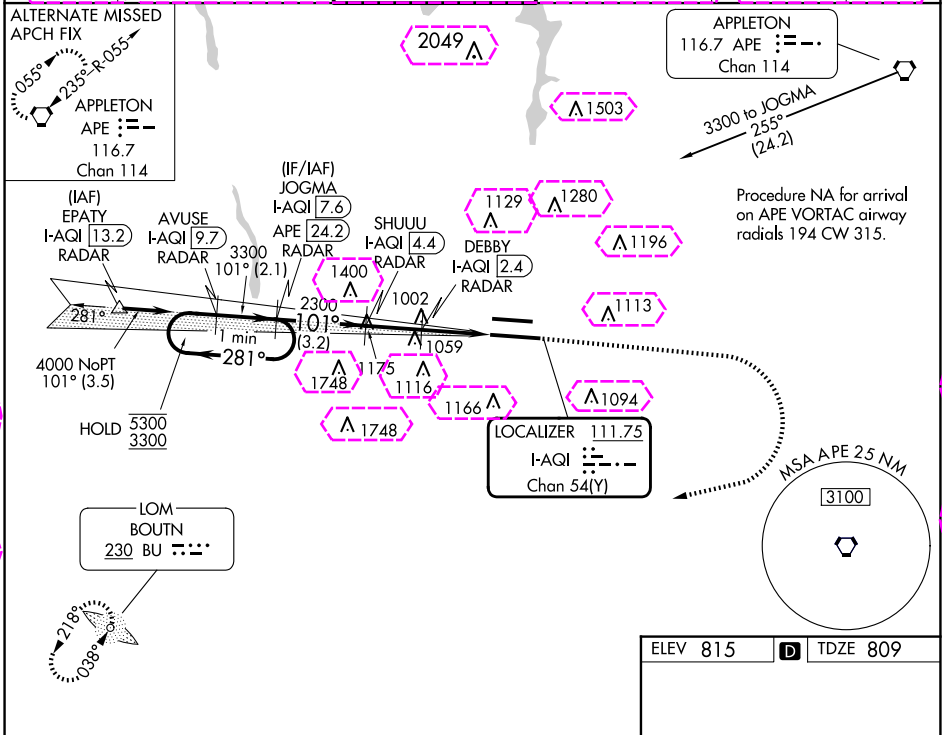 ALTERNATE MISSED
APCH FIX
055°
235°
R-055
APPLETON
APE
116.7
Chan 114
2049
1503
APPLETON
116.7 APE
Chan 114
3300 to JOGMA
255°
(24.2)
Procedure NA for arrival
on APE VORTAC airway
radials 194 CW 315.
(IAF)
EPATY
I-AQI 13.2
RADAR
AVUSE
I-AQI 9.7
RADAR
(IF/IAF)
JOGMA
I-AQI 7.6
APE 24.2
RADAR
SHUUU
I-AQI 4.4
RADAR
DEBBY
I-AQI 2.4
RADAR
1129
1280
1196
1113
3300
101° (2.1)
1400
2300
101°
(3.2)
1002
1059
281°
1 min
281°
4000 NoPT
101° (3.5)
1175
1748
1116
1166
1094
1748
HOLD 5300
3300
LOCALIZER 111.75
I-AQI
Chan 54(Y)
MSA APE 25 NM
3100
LOM
BOUTN
230 BU
218°
038°
ELEV 815 D TDZE 809